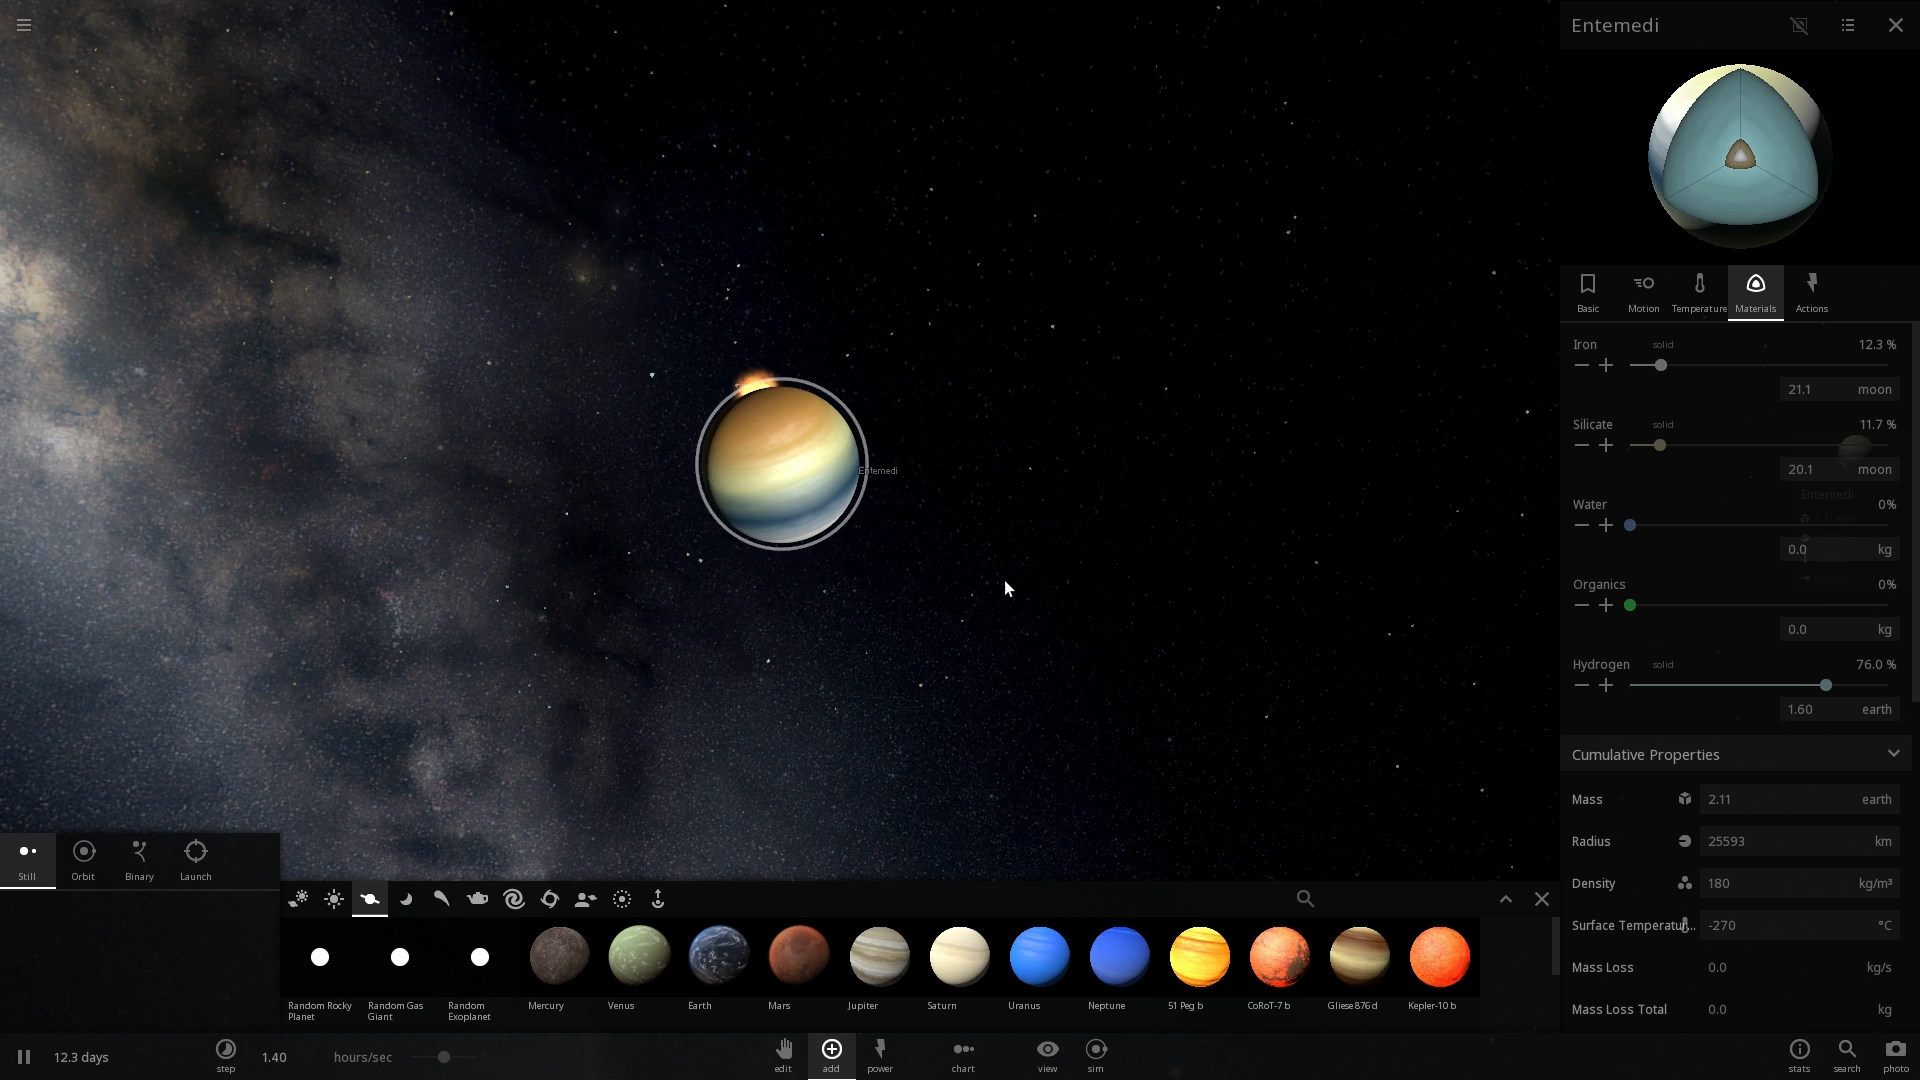 Entemedi
Basic
Motion
Temperature
Materials
Actions
Iron solid 12.3 %
21.1 moon
Silicate solid 11.7 %
20.1 moon
Entemedi
Water 0%
0.0 kg
Organics 0%
0.0 kg
Hydrogen solid 76.0 %
1.60 earth
Cumulative Properties
Mass 2.11 earth
Radius 25593 km
Density 180 kg/m³
Surface Temperatur... -270 °C
Mass Loss 0.0 kg/s
Mass Loss Total 0.0 kg
Entemedi
Still
Orbit
Binary
Launch
Random Rocky Planet
Random Gas Giant
Random Exoplanet
Mercury
Venus
Earth
Mars
Jupiter
Saturn
Uranus
Neptune
51 Peg b
CoRoT-7 b
Gliese 876 d
Kepler-10 b
12.3 days
step
1.40 hours/sec
edit
add
power
chart
view
sim
stats
search
photo